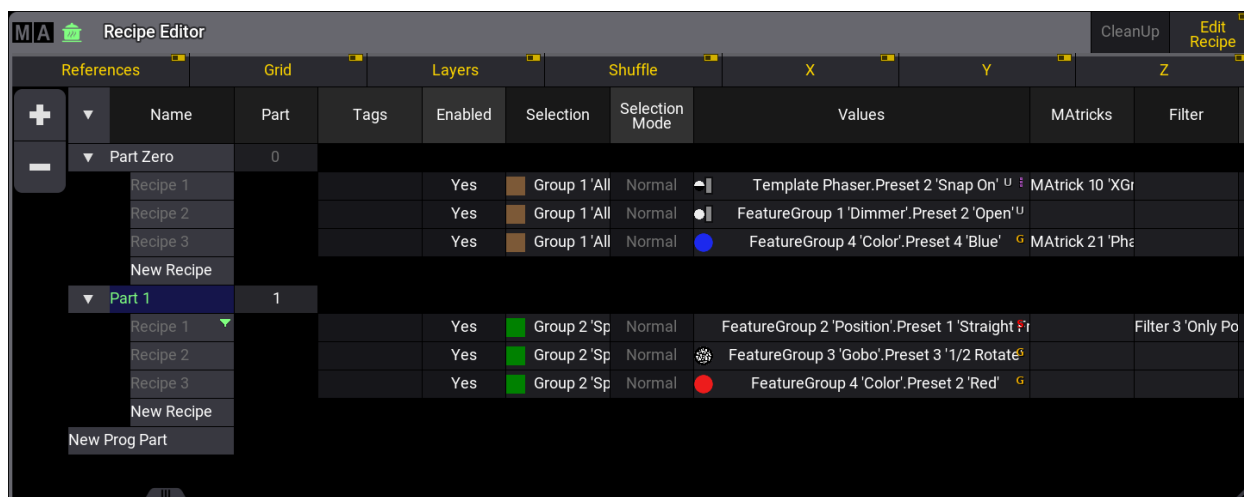 MA Recipe Editor CleanUp Edit Recipe
References Grid Layers Shuffle X Y Z
+ Name Part Tags Enabled Selection Selection Mode Values MAtricks Filter
Part Zero 0
Recipe 1 Yes Group 1 'All Normal Template Phaser.Preset 2 'Snap On' U MAtrick 10 'XGr
Recipe 2 Yes Group 1 'All Normal FeatureGroup 1 'Dimmer'.Preset 2 'Open' U
Recipe 3 Yes Group 1 'All Normal FeatureGroup 4 'Color'.Preset 4 'Blue' G MAtrick 21 'Pha
New Recipe
Part 1 1
Recipe 1 Yes Group 2 'Sp Normal FeatureGroup 2 'Position'.Preset 1 'Straight Fr Filter 3 'Only Po
Recipe 2 Yes Group 2 'Sp Normal FeatureGroup 3 'Gobo'.Preset 3 '1/2 Rotate G
Recipe 3 Yes Group 2 'Sp Normal FeatureGroup 4 'Color'.Preset 2 'Red' G
New Recipe
New Prog Part